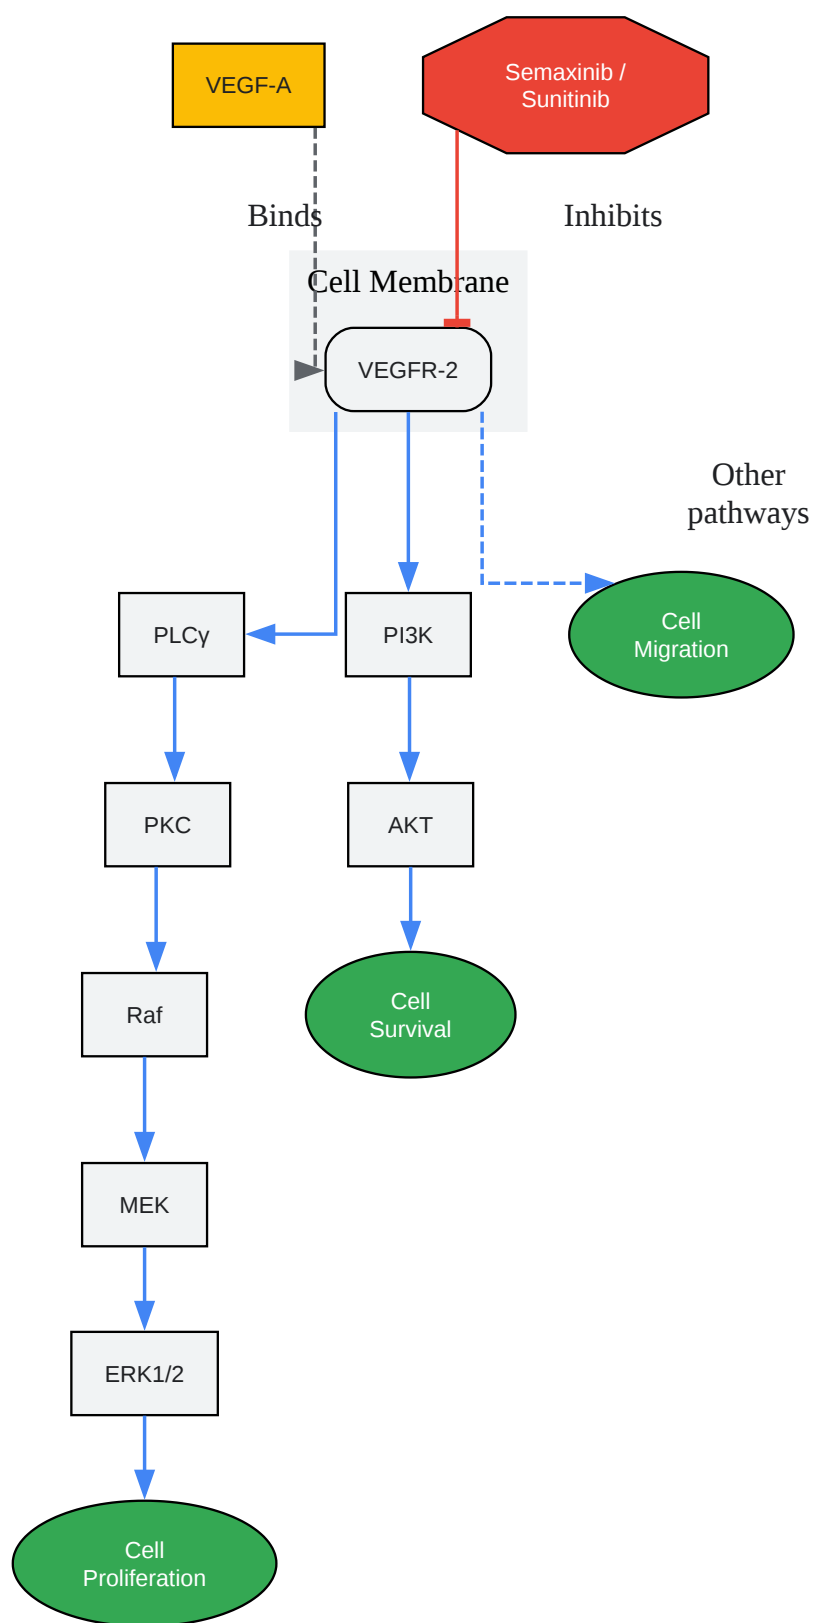 VEGF-A
Semaxinib /
Sunitinib
Binds
Inhibits
Cell Membrane
VEGFR-2
Other
pathways
PLCγ
PI3K
Cell
Migration
PKC
AKT
Raf
Cell
Survival
MEK
ERK1/2
Cell
Proliferation